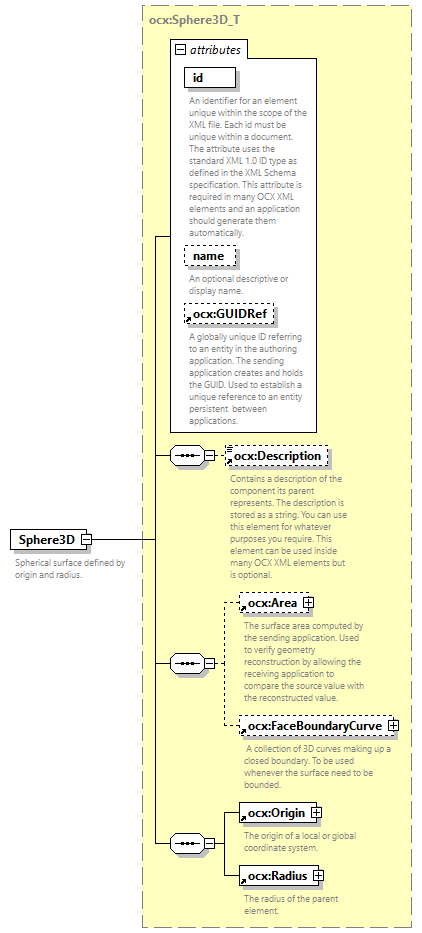 ocx:Sphere3D_T
attributes
id
An identifier for an element
unique within the scope of the
XML file. Each id must be
unique within a document.
The attribute uses the
standard XML 1.0 ID type as
defined in the XML Schema
specification. This attribute is
required in many OCX XML
elements and an application
should generate them
automatically.
name
An optional descriptive or
display name.
ocx:GUIDRef
A globally unique ID referring
to an entity in the authoring
application. The sending
application creates and holds
the GUID. Used to establish a
unique reference to an entity
persistent between
applications.
ocx:Description
Contains a description of the
component its parent
represents. The description is
stored as a string. You can use
this element for whatever
purposes you require. This
element can be used inside
many OCX XML elements but
is optional.
Sphere3D
Spherical surface defined by
origin and radius.
ocx:Area
The surface area computed by
the sending application. Used
to verify geometry
reconstruction by allowing the
receiving application to
compare the source value with
the reconstructed value.
ocx:FaceBoundaryCurve
A collection of 3D curves making up a
closed boundary. To be used
whenever the surface need to be
bounded.
ocx:Origin
The origin of a local or global
coordinate system.
ocx:Radius
The radius of the parent
element.